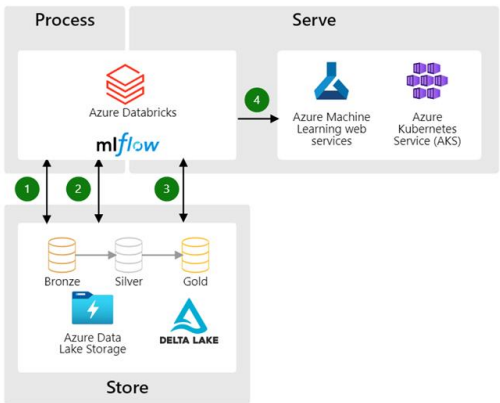 Process
Serve
Azure Databricks
mlflow
4
Azure Machine
Learning web
services
Azure
Kubernetes
Service (AKS)
1
2
3
Bronze
Silver
Gold
Azure Data
Lake Storage
DELTA LAKE
Store